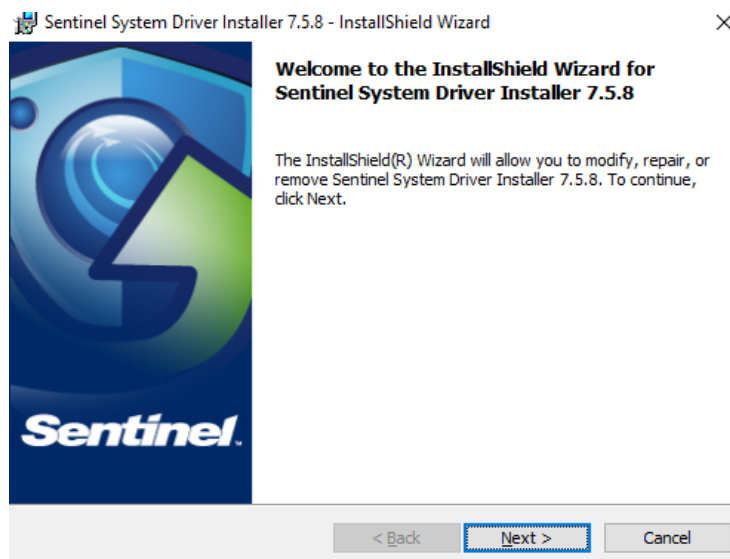 Sentinel System Driver Installer 7.5.8 - InstallShield Wizard
Welcome to the InstallShield Wizard for
Sentinel System Driver Installer 7.5.8
The InstallShield(R) Wizard will allow you to modify, repair, or
remove Sentinel System Driver Installer 7.5.8. To continue,
click Next.
Sentinel
< Back
Next >
Cancel